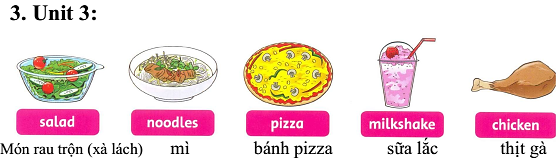 3. Unit 3:
salad noodles pizza milkshake chicken
Món rau trộn (xà lách) mì bánh pizza sữa lắc thịt gà